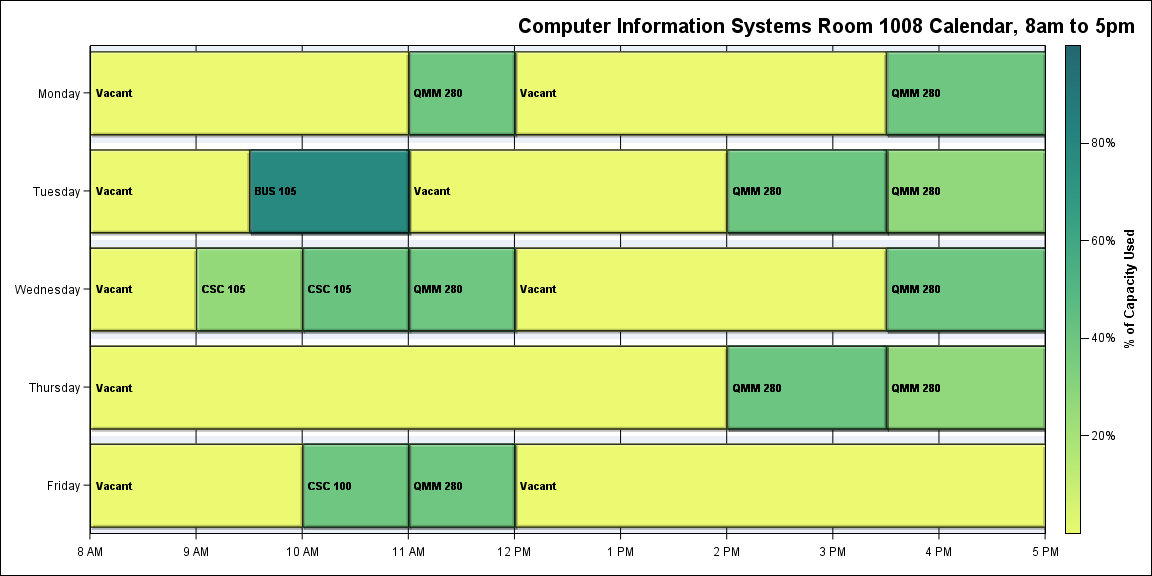 Computer Information Systems Room 1008 Calendar, 8am to 5pm
Monday
Vacant
QMM 280
Vacant
QMM 280
Tuesday
Vacant
BUS 105
Vacant
QMM 280
QMM 280
Wednesday
Vacant
CSC 105
CSC 105
QMM 280
Vacant
QMM 280
Thursday
Vacant
QMM 280
QMM 280
Friday
Vacant
CSC 100
QMM 280
Vacant
8 AM
9 AM
10 AM
11 AM
12 PM
1 PM
2 PM
3 PM
4 PM
5 PM
80%
60%
40%
20%
% of Capacity Used